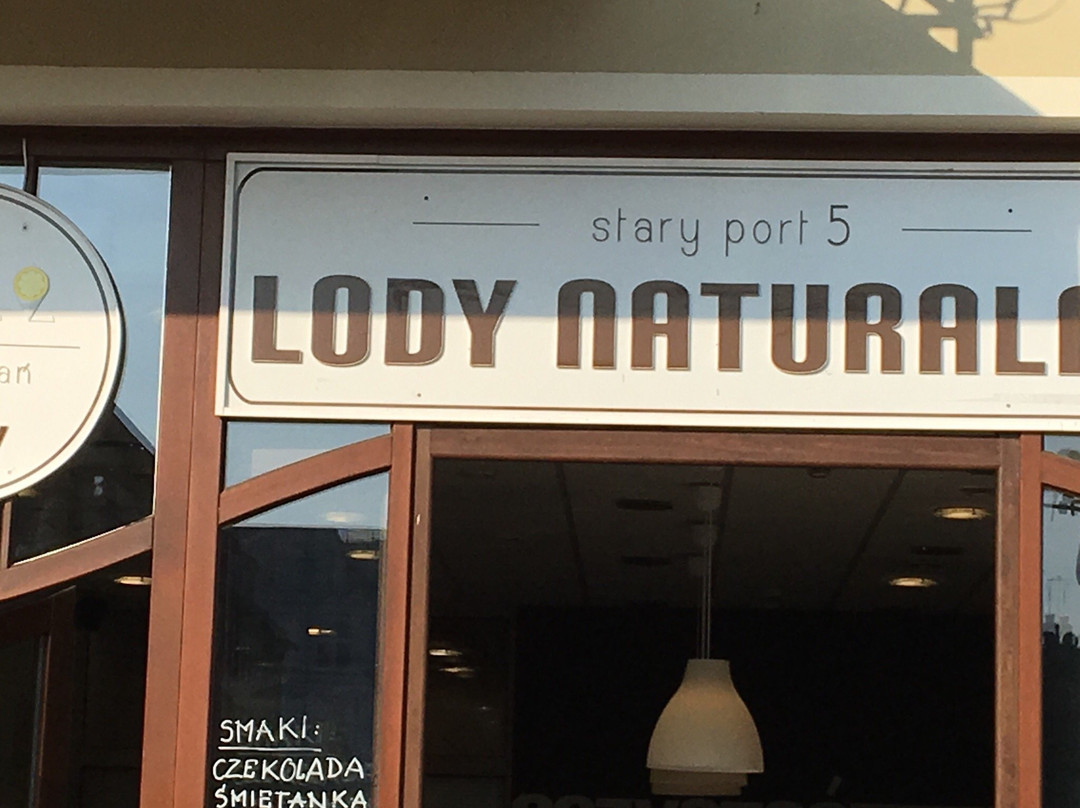 stary port 5
LODY NATURAL
SMAKI:
CZEKOLADA
ŚMIETANKA